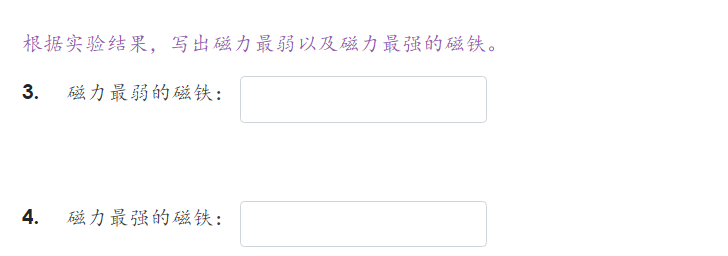 根据实验结果，写出磁力最弱以及磁力最强的磁铁。
3. 磁力最弱的磁铁：
4. 磁力最强的磁铁：